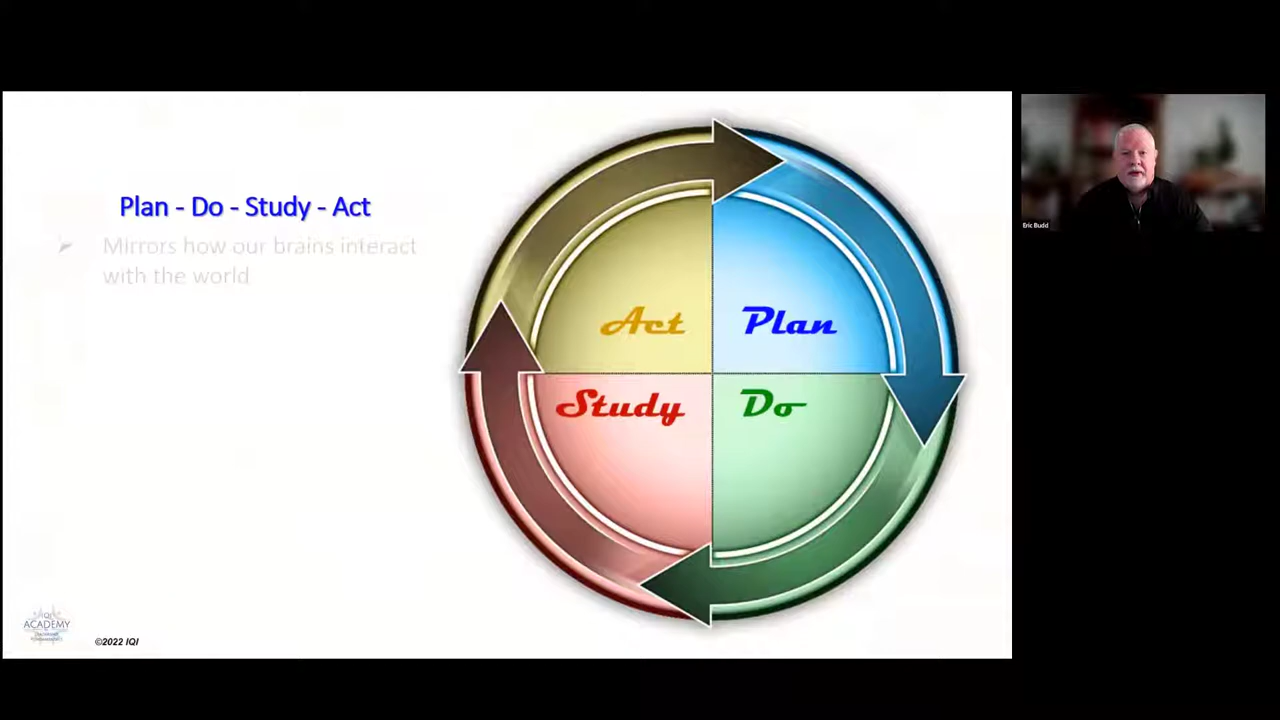 Plan - Do - Study - Act
Mirrors how our brains interact
with the world
Act
Plan
Study
Do
Eric Budd
IQI
ACADEMY
©2022 IQI